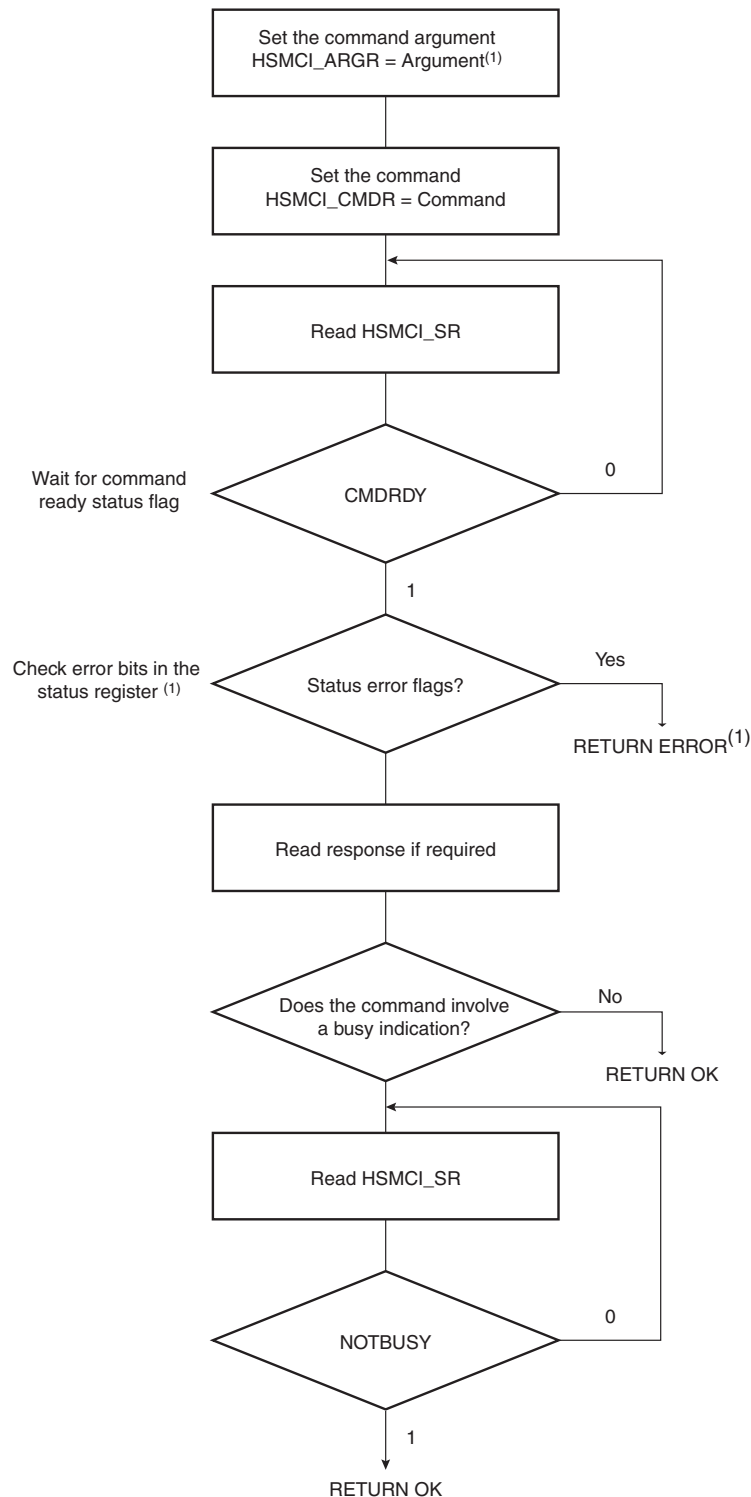 Set the command argument
HSMCI_ARGR = Argument(1)
Set the command
HSMCI_CMDR = Command
Read HSMCI_SR
Wait for command
ready status flag
CMDRDY
0
1
Check error bits in the
status register (1)
Status error flags?
Yes
RETURN ERROR(1)
Read response if required
Does the command involve
a busy indication?
No
RETURN OK
Read HSMCI_SR
NOTBUSY
0
1
RETURN OK